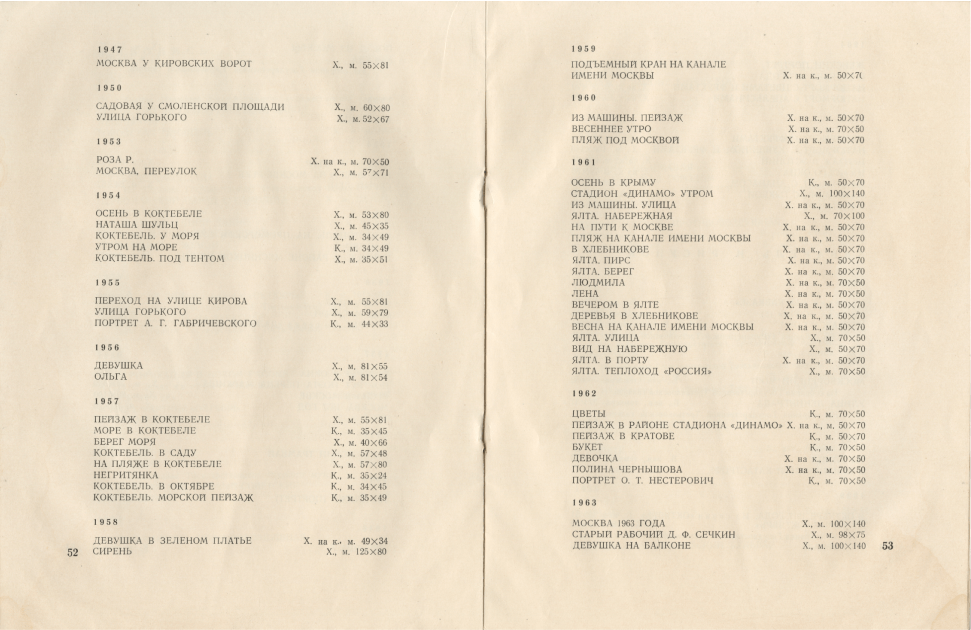 1947
МОСКВА У КИРОВСКИХ ВОРОТ Х., м. 55×81
1950
САДОВАЯ У СМОЛЕНСКОЙ ПЛОЩАДИ Х., м. 60×80
УЛИЦА ГОРЬКОГО Х., м. 52×67
1953
РОЗА Р. Х. на к., м. 70×50
МОСКВА, ПЕРЕУЛОК Х., м. 57×71
1954
ОСЕНЬ В КОКТЕБЕЛЕ Х., м. 53×80
НАТАША ШУЛЬЦ Х., м. 45×35
КОКТЕБЕЛЬ. У МОРЯ Х., м. 34×49
УТРОМ НА МОРЕ К., м. 34×49
КОКТЕБЕЛЬ. ПОД ТЕНТОМ Х., м. 35×51
1955
ПЕРЕХОД НА УЛИЦЕ КИРОВА Х., м. 55×81
УЛИЦА ГОРЬКОГО Х., м. 59×79
ПОРТРЕТ А. Г. ГАБРИЧЕВСКОГО К., м. 44×33
1956
ДЕВУШКА Х., м. 81×55
ОЛЬГА Х., м. 81×54
1957
ПЕЙЗАЖ В КОКТЕБЕЛЕ Х., м. 55×81
МОРЕ В КОКТЕБЕЛЕ К., м. 35×45
БЕРЕГ МОРЯ Х., м. 40×66
КОКТЕБЕЛЬ. В САДУ Х., м. 57×48
НА ПЛЯЖЕ В КОКТЕБЕЛЕ Х., м. 57×80
НЕГРИТЯНКА К., м. 35×24
КОКТЕБЕЛЬ. В ОКТЯБРЕ К., м. 34×45
КОКТЕБЕЛЬ. МОРСКОЙ ПЕЙЗАЖ К., м. 35×49
1958
ДЕВУШКА В ЗЕЛЕНОМ ПЛАТЬЕ Х. на к., м. 49×34
52 СИРЕНЬ Х., м. 125×80
1959
ПОДЪЕМНЫЙ КРАН НА КАНАЛЕ
ИМЕНИ МОСКВЫ Х. на к., м. 50×70
1960
ИЗ МАШИНЫ. ПЕЙЗАЖ Х. на к., м. 50×70
ВЕСЕННЕЕ УТРО Х. на к., м. 70×50
ПЛЯЖ ПОД МОСКВОЙ Х. на к., м. 50×70
1961
ОСЕНЬ В КРЫМУ К., м. 50×70
СТАДИОН «ДИНАМО» УТРОМ Х., м. 100×140
ИЗ МАШИНЫ. УЛИЦА Х. на к., м. 50×70
ЯЛТА. НАБЕРЕЖНАЯ Х., м. 70×100
НА ПУТИ К МОСКВЕ Х. на к., м. 50×70
ПЛЯЖ НА КАНАЛЕ ИМЕНИ МОСКВЫ Х. на к., м. 50×70
В ХЛЕБНИКОВЕ Х. на к., м. 50×70
ЯЛТА. ПИРС Х. на к., м. 50×70
ЯЛТА. БЕРЕГ Х. на к., м. 50×70
ЛЮДМИЛА Х. на к., м. 70×50
ЛЕНА Х. на к., м. 70×50
ВЕЧЕРОМ В ЯЛТЕ Х. на к., м. 50×70
ДЕРЕВЬЯ В ХЛЕБНИКОВЕ Х. на к., м. 50×70
ВЕСНА НА КАНАЛЕ ИМЕНИ МОСКВЫ Х. на к., м. 50×70
ЯЛТА. УЛИЦА Х., м. 70×50
ВИД НА НАБЕРЕЖНУЮ Х., м. 50×70
ЯЛТА. В ПОРТУ Х. на к., м. 50×70
ЯЛТА. ТЕПЛОХОД «РОССИЯ» Х., м. 70×50
1962
ЦВЕТЫ К., м. 70×50
ПЕЙЗАЖ В РАЙОНЕ СТАДИОНА «ДИНАМО» Х. на к., м. 50×70
ПЕЙЗАЖ В КРАТОВЕ К., м. 50×70
БУКЕТ К., м. 70×50
ДЕВОЧКА Х. на к., м. 70×50
ПОЛИНА ЧЕРНЫШОВА Х. на к., м. 70×50
ПОРТРЕТ О. Т. НЕСТЕРОВИЧ К., м. 70×50
1963
МОСКВА 1963 ГОДА Х., м. 100×140
СТАРЫЙ РАБОЧИЙ Д. Ф. СЕЧКИН Х., м. 98×75
ДЕВУШКА НА БАЛКОНЕ Х., м. 100×140 53